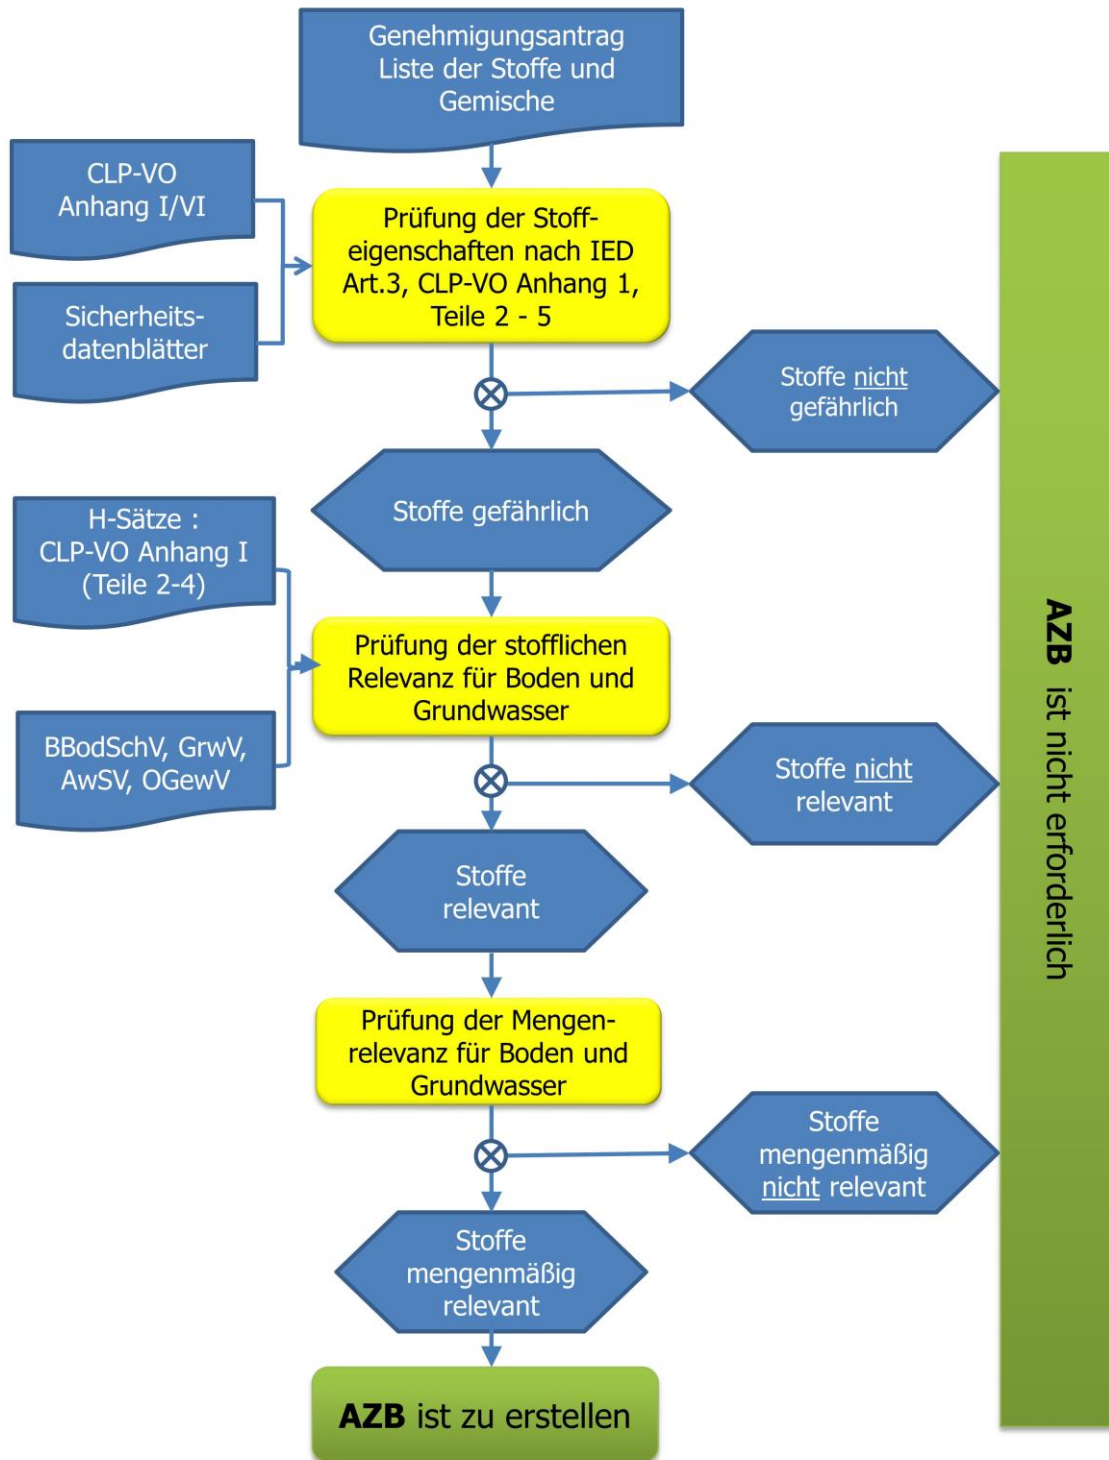 Genehmigungsantrag
Liste der Stoffe und
Gemische
CLP-VO
Anhang I/VI
Prüfung der Stoff-
eigenschaften nach IED
Art.3, CLP-VO Anhang 1,
Teile 2 - 5
Sicherheits-
datenblätter
Stoffe nicht
gefährlich
Stoffe gefährlich
H-Sätze :
CLP-VO Anhang I
(Teile 2-4)
Prüfung der stofflichen
Relevanz für Boden und
Grundwasser
BBodSchV, GrwV,
AwSV, OGewV
Stoffe nicht
relevant
Stoffe
relevant
Prüfung der Mengen-
relevanz für Boden und
Grundwasser
Stoffe
mengenmäßig
nicht relevant
Stoffe
mengenmäßig
relevant
AZB ist zu erstellen
AZB ist nicht erforderlich